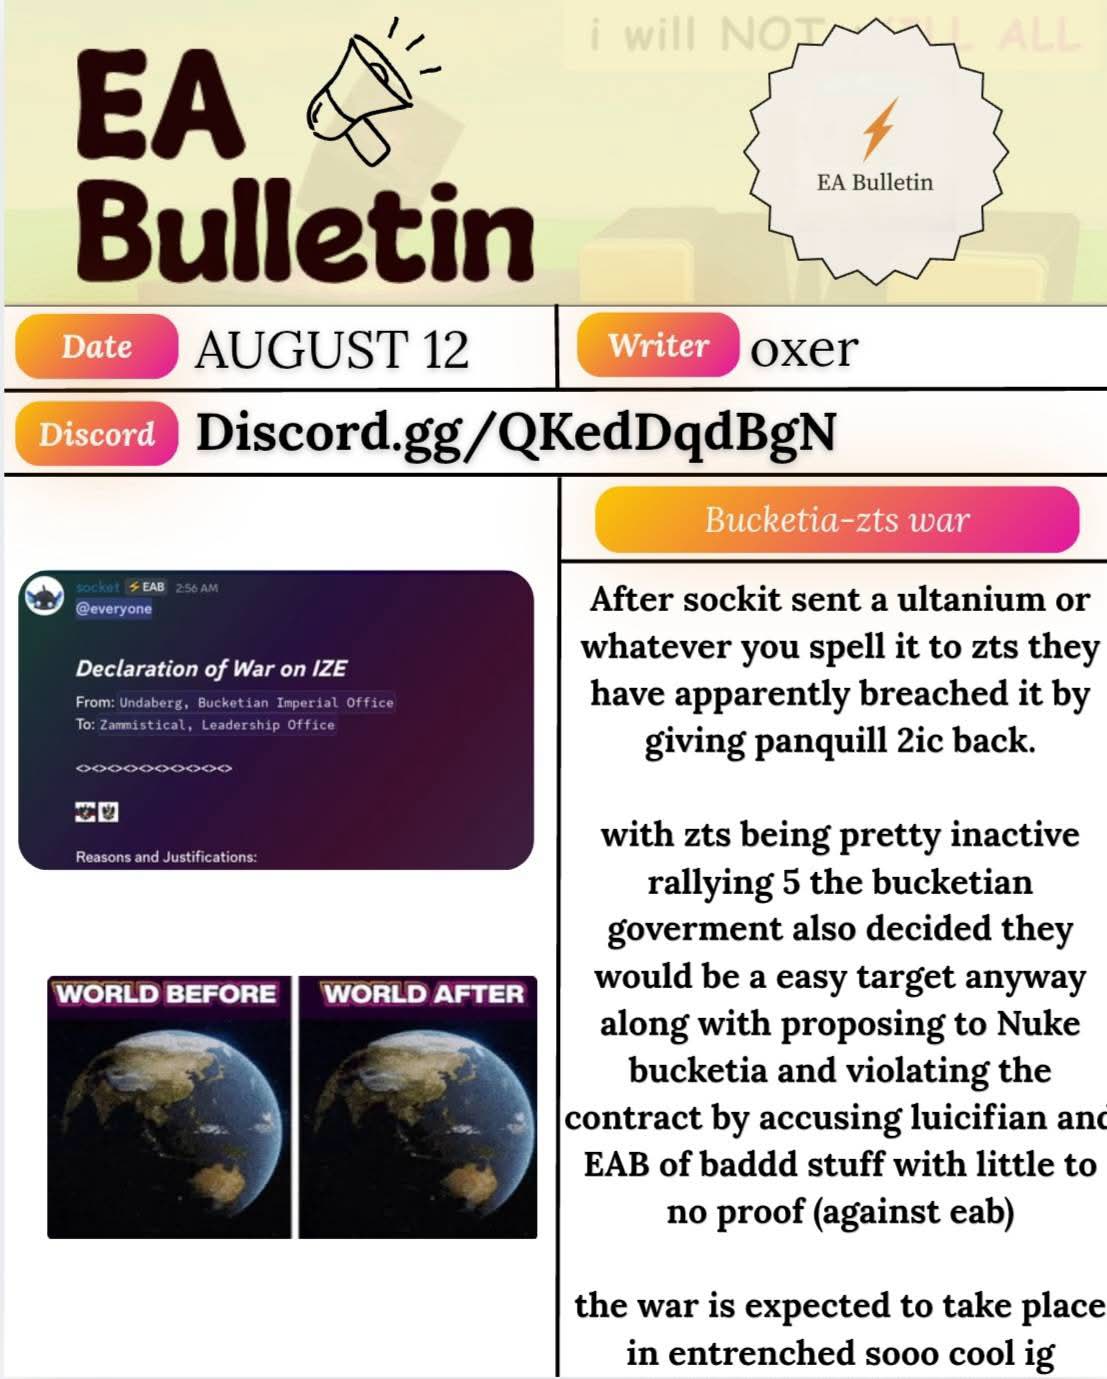 i will NOT ALL
EA
Bulletin
EA Bulletin
Date AUGUST 12
Writer oxer
Discord Discord.gg/QKedDqdBgN
socket EAB 2:56 AM
@everyone
Declaration of War on IZE
From: Undaberg, Bucketian Imperial Office
To: Zammistical, Leadership Office
<><><><><><><><><><>
Reasons and Justifications:
WORLD BEFORE
WORLD AFTER
Bucketia-zts war
After sockit sent a ultanium or
whatever you spell it to zts they
have apparently breached it by
giving panquill 2ic back.
with zts being pretty inactive
rallying 5 the bucketian
goverment also decided they
would be a easy target anyway
along with proposing to Nuke
bucketia and violating the
contract by accusing luicifian and
EAB of baddd stuff with little to
no proof (against eab)
the war is expected to take place
in entrenched sooo cool ig